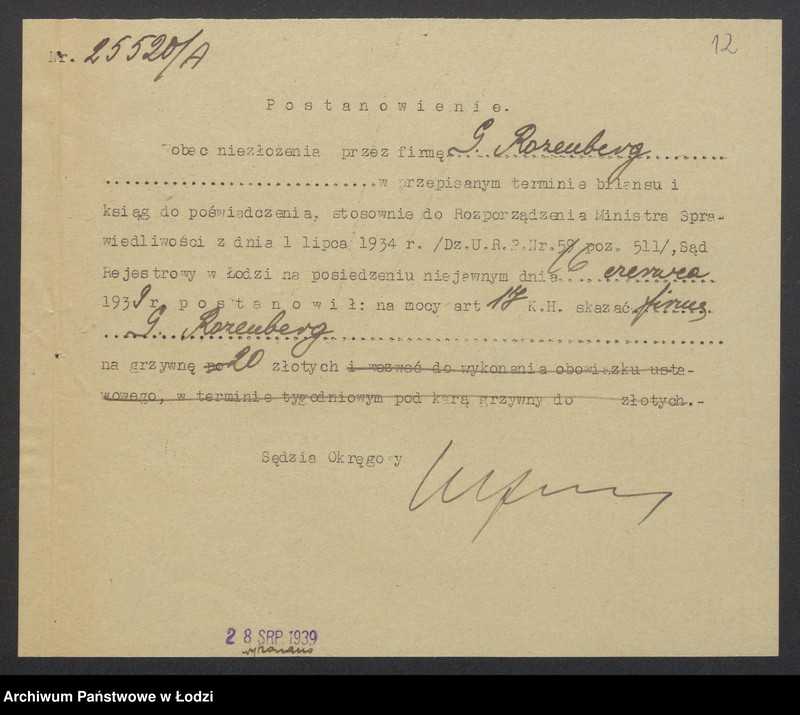 Nr. 25520/A
12
Postanowienie.
Wobec niezłożenia przez firmę G. Rozenberg
w przepisanym terminie bilansu i
ksiąg do poświadczenia, stosownie do Rozporządzenia Ministra Spra-
wiedliwości z dnia 1 lipca 1934 r. /Dz.U.R.P.Nr.59 poz. 511/, Sąd
Rejestrowy w Łodzi na posiedzeniu niejawnym dnia 16 czerwca
1939 r. postanowił: na mocy art 17 K.H. skazać firmę
G. Rozenberg
na grzywnę po 20 złotych i wezwać do wykonania obowiązku usta-
wowego, w terminie tygodniowym pod karą grzywny do złotych.-
Sędzia Okręgowy
28 SRP. 1939
wykonano
Archiwum Państwowe w Łodzi